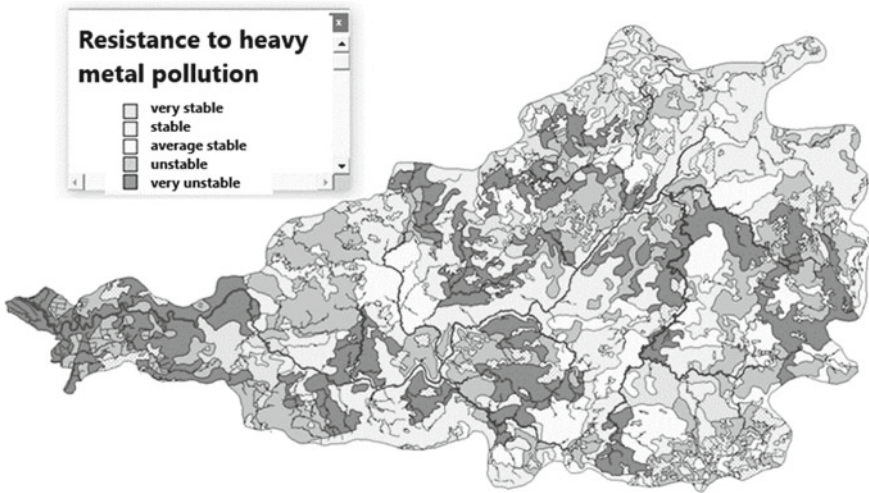 x
Resistance to heavy
metal pollution
very stable
stable
average stable
unstable
very unstable